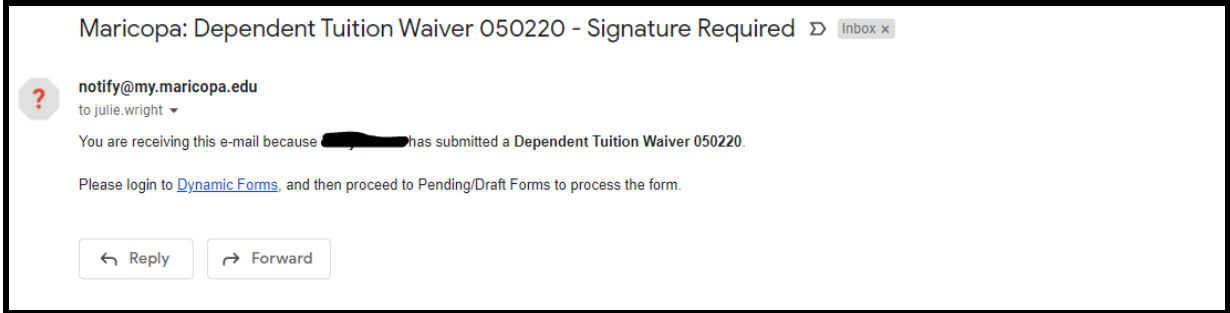 Maricopa: Dependent Tuition Waiver 050220 - Signature Required Inbox x
?
notify@my.maricopa.edu
to julie.wright
You are receiving this e-mail because has submitted a Dependent Tuition Waiver 050220.
Please login to Dynamic Forms, and then proceed to Pending/Draft Forms to process the form.
Reply Forward